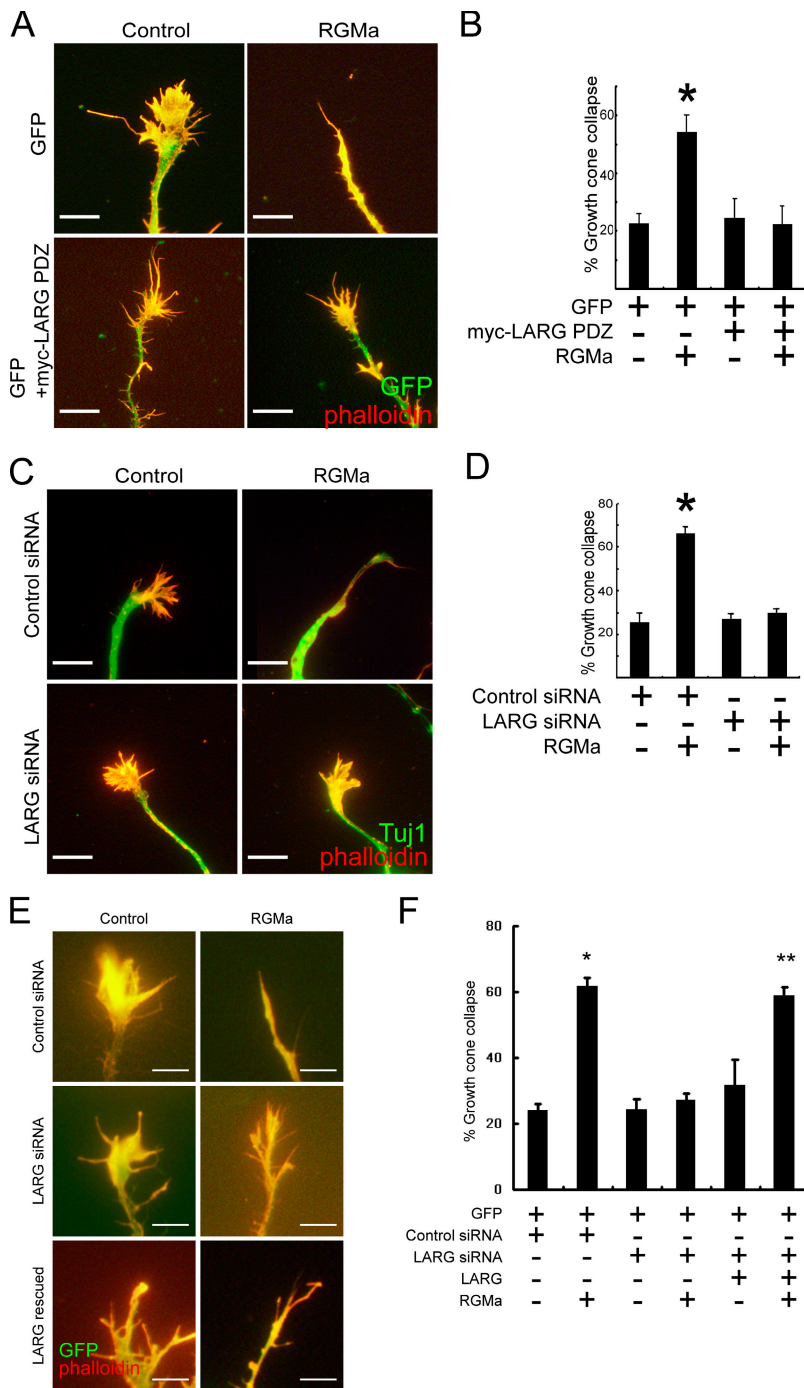 A
Control
RGMa
GFP
GFP
+myc-LARG PDZ
GFP
phalloidin
B
% Growth cone collapse
60
40
20
*
GFP + + + +
myc-LARG PDZ - - + +
RGMa - + - +
C
Control
RGMa
Control siRNA
LARG siRNA
Tuj1
phalloidin
D
% Growth cone collapse
80
60
40
20
*
Control siRNA + + - -
LARG siRNA - - + +
RGMa - + - +
E
Control
RGMa
Control siRNA
LARG siRNA
LARG rescued
GFP
phalloidin
F
% Growth cone collapse
80
60
40
20
0
*
**
GFP + + + + + +
Control siRNA + + - - - -
LARG siRNA - - + + + +
LARG - - - - + +
RGMa - + - + - +